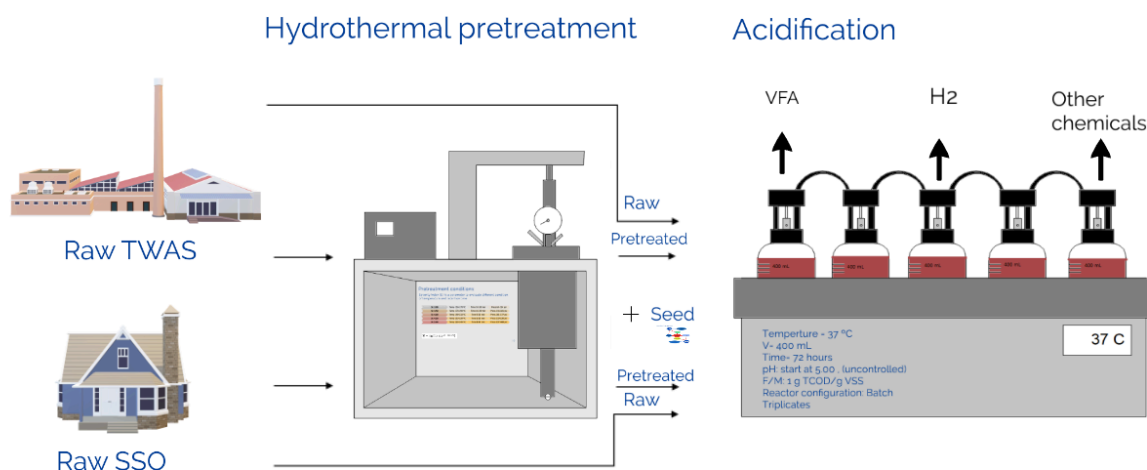 Hydrothermal pretreatment
Acidification
VFA
H2
Other
chemicals
Raw TWAS
Raw
Pretreated
+ Seed
Pretreated
Raw
Raw SSO
Pretreatment conditions
400 mL
400 mL
400 mL
400 mL
400 mL
Temperture = 37 °C
V= 400 mL
Time= 72 hours
pH: start at 5.00 , (uncontrolled)
F/M: 1 g TCOD/g VSS
Reactor configuration: Batch
Triplicates
37 C